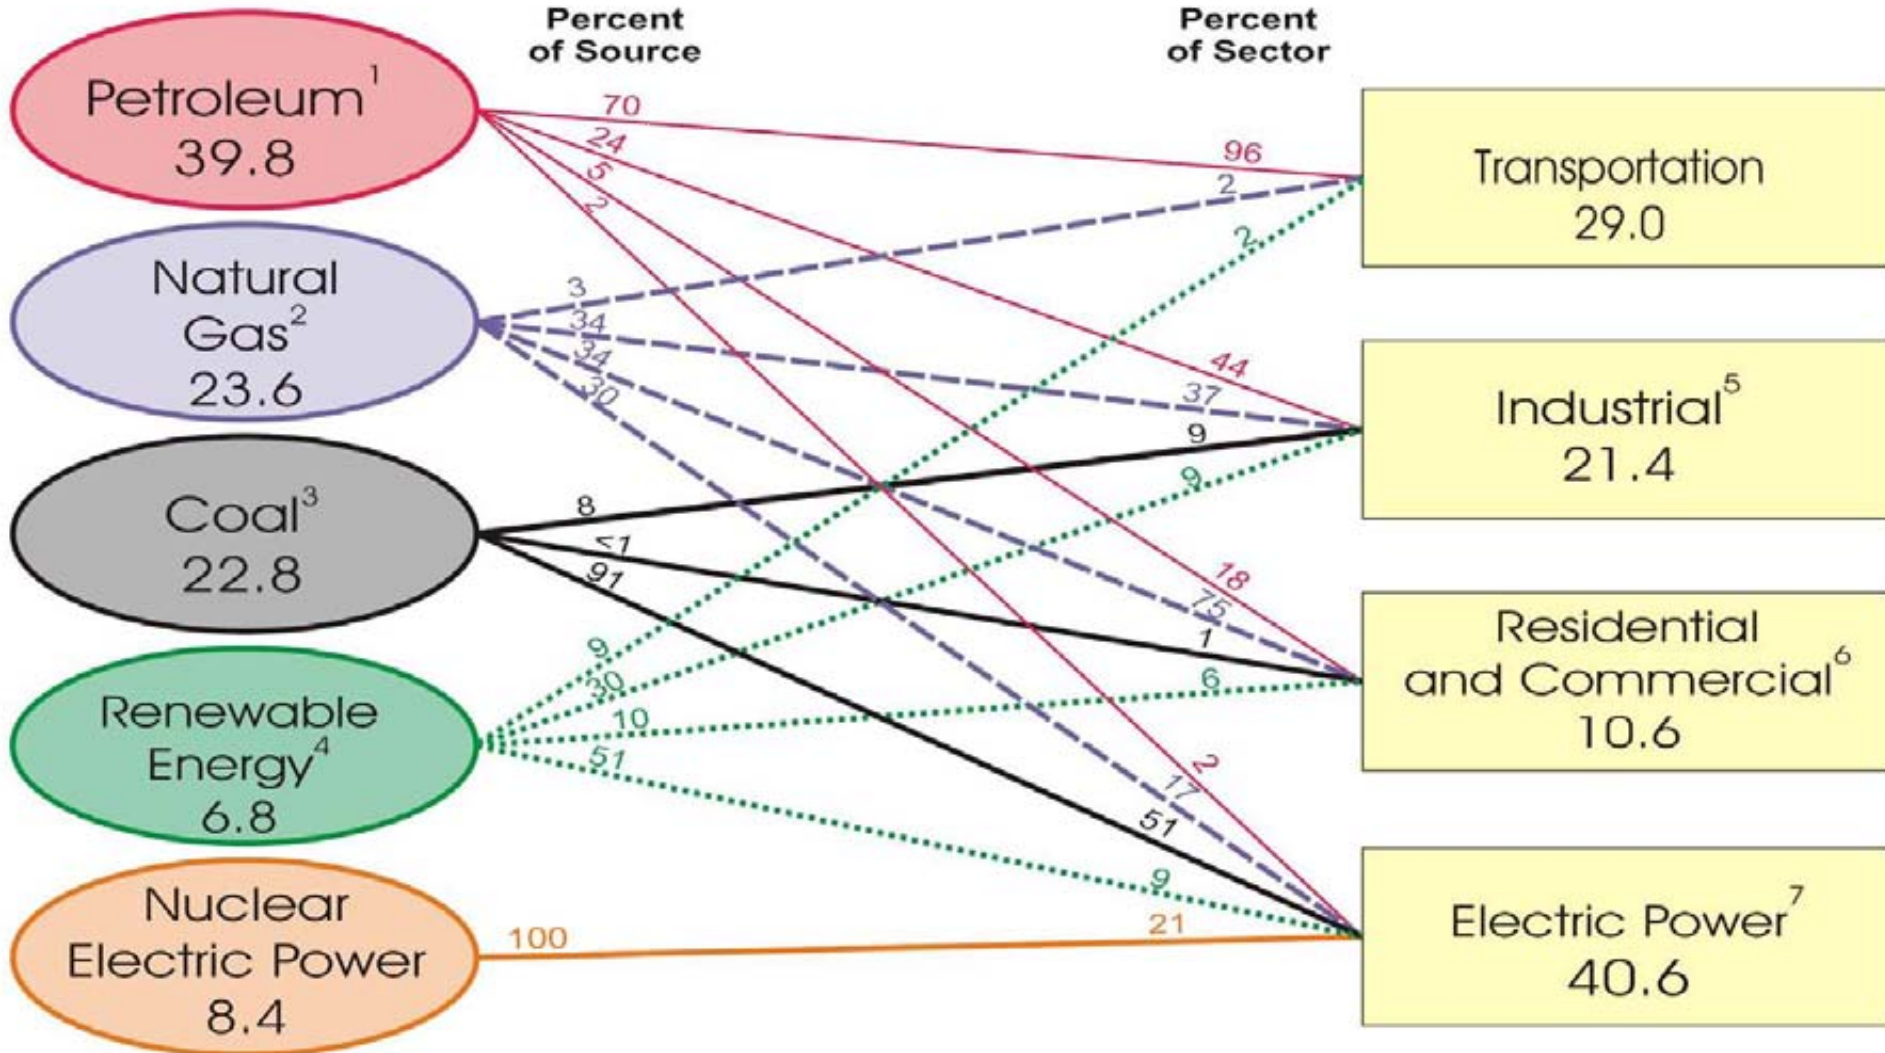 Percent
of Source
Percent
of Sector
Petroleum¹
39.8
Natural
Gas²
23.6
Coal³
22.8
Renewable
Energy⁴
6.8
Nuclear
Electric Power
8.4
70
24
5
2
3
34
34
30
8
<1
91
9
30
10
51
100
96
2
2
44
37
9
9
18
75
1
6
2
17
51
9
21
Transportation
29.0
Industrial⁵
21.4
Residential
and Commercial⁶
10.6
Electric Power⁷
40.6